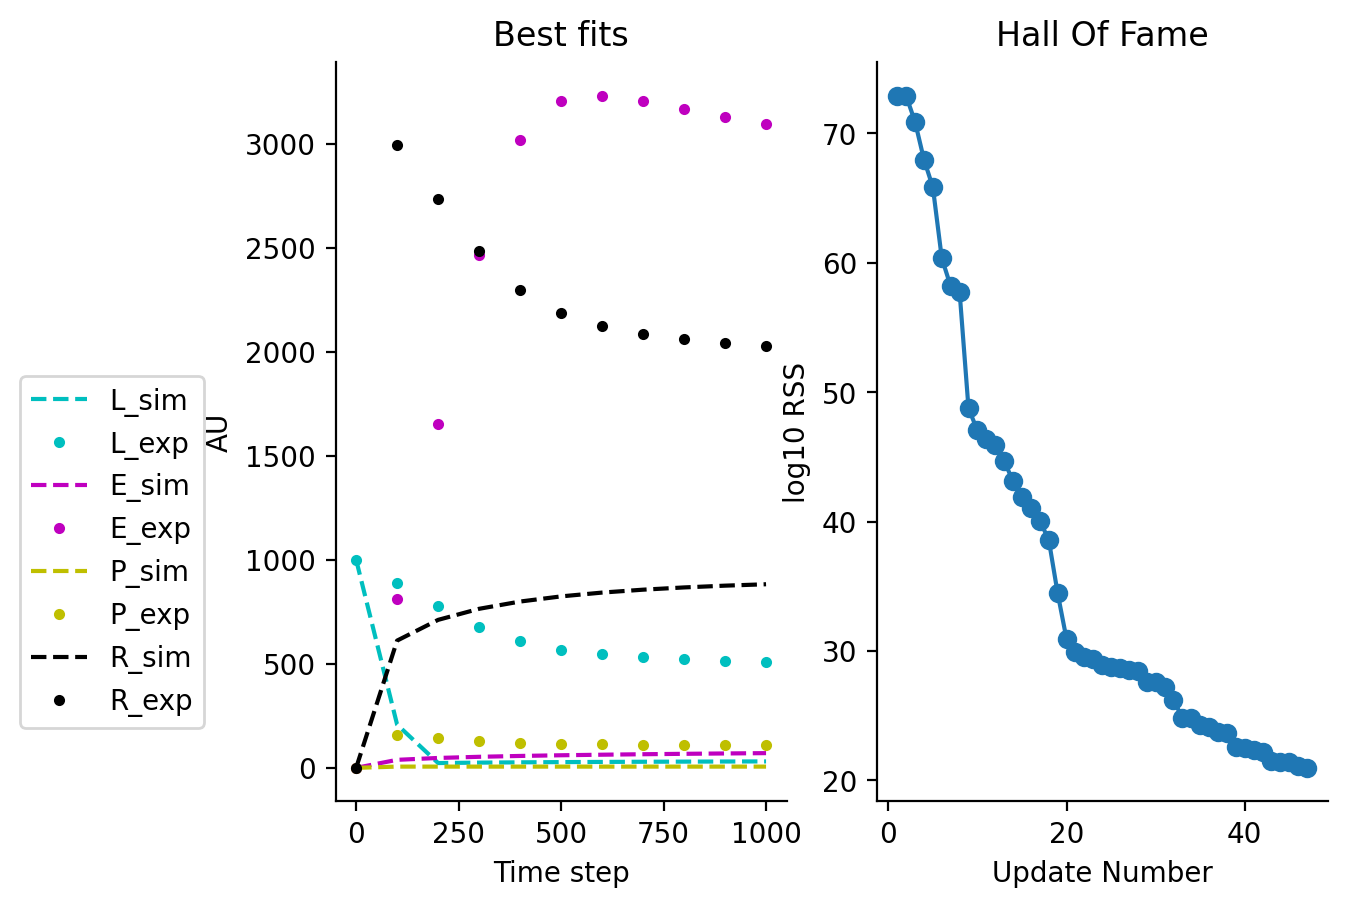 Best fits
3000
2500
2000
1500
1000
500
0
AU
0 250 500 750 1000
Time step
L_sim
L_exp
E_sim
E_exp
P_sim
P_exp
R_sim
R_exp
Hall Of Fame
70
60
50
40
30
20
log10 RSS
0 20 40
Update Number